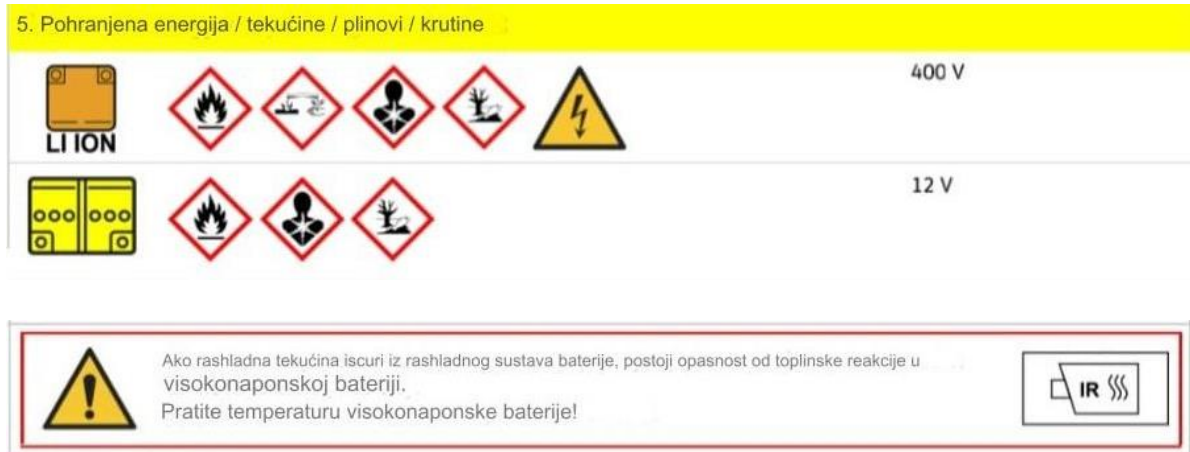 5. Pohranjena energija / tekućine / plinovi / krutine
LI ION
400 V
12 V
Ako rashladna tekućina iscuri iz rashladnog sustava baterije, postoji opasnost od toplinske reakcije u
visokonaponskoj bateriji.
Pratite temperaturu visokonaponske baterije!
IR